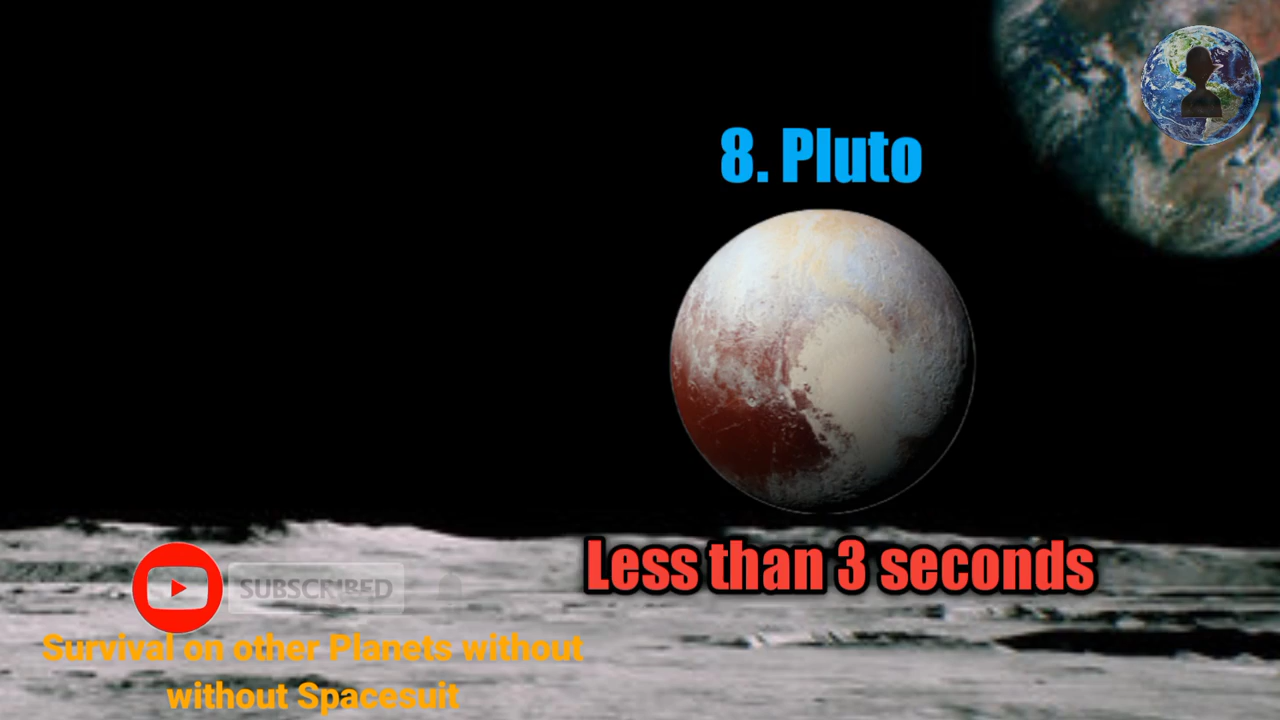 8. Pluto
Less than 3 seconds
SUBSCRIBED
Survival on other Planets without
without Spacesuit